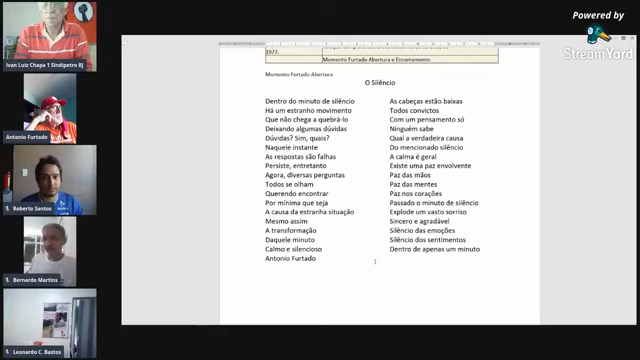 Powered by
StreamYard
Ivan Luiz Chapa 1 Sindipetro RJ
Antonio Furtado
Roberto Santos
Bernardo Martins
Leonardo C. Bastos
1977.
Momento Furtado Abertura e Encerramento
Momento Furtado Abertura
O Silêncio
Dentro do minuto de silêncio
Há um estranho movimento
Que não chega a quebrá-lo
Deixando algumas dúvidas
Dúvidas? Sim, quais?
Naquele instante
As respostas são falhas
Persiste, entretanto
Agora, diversas perguntas
Todos se olham
Querendo encontrar
Por mínima que seja
A causa da estranha situação
Mesmo assim
A transformação
Daquele minuto
Calmo e silencioso
Antonio Furtado
As cabeças estão baixas
Todos convictos
Com um pensamento só
Ninguém sabe
Qual a verdadeira causa
Do mencionado silêncio
A calma é geral
Existe uma paz envolvente
Paz das mãos
Paz das mentes
Paz nos corações
Passado o minuto de silêncio
Explode um vasto sorriso
Sincero e agradável
Silêncio das emoções
Silêncio dos sentimentos
Dentro de apenas um minuto